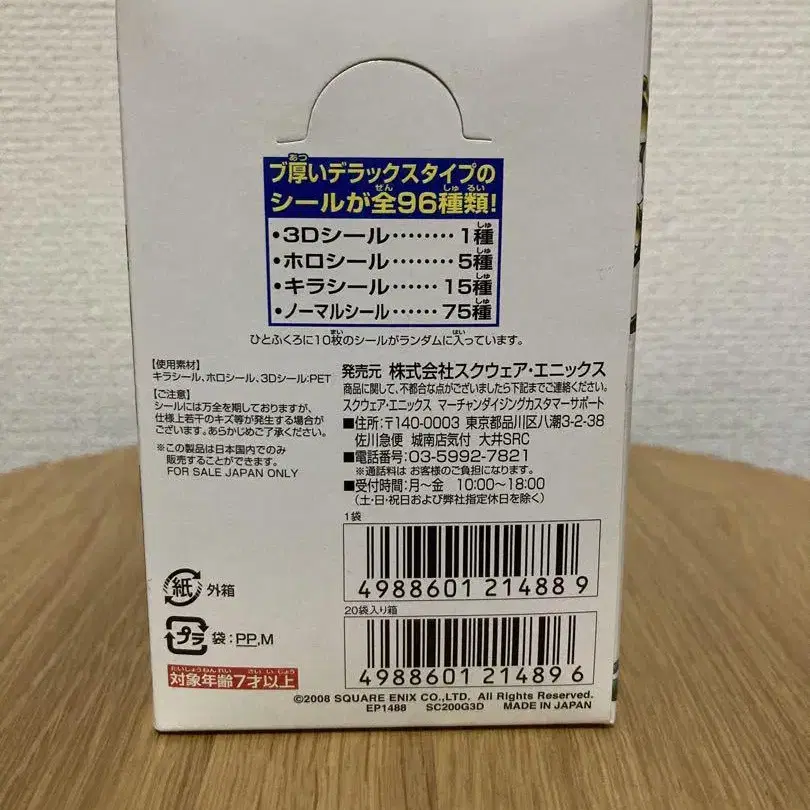 ブ厚いデラックスタイプの
シールが全96種類!
・3Dシール………1種
・ホロシール………5種
・キラシール……15種
・ノーマルシール……75種
ひとふくろに10枚のシールがランダムに入っています。
【使用素材】
キラシール、ホロシール、3Dシール:PET
【ご注意】
シールには万全を期しておりますが、
仕様上若干のキズ等が発生する場合が
ございます。あらかじめご了承ください。
※この製品は日本国内でのみ
販売することができます。
FOR SALE JAPAN ONLY
発売元 株式会社スクウェア・エニックス
商品に関して、不都合な点がございましたら下記までご連絡ください。
スクウェア・エニックス マーチャンダイジングカスタマーサポート
■住所:〒140-0003 東京都品川区八潮3-2-38
佐川急便 城南店気付 大井SRC
■電話番号:03-5992-7821
※通話料は お客様のご負担になります。
■受付時間:月〜金 10:00〜18:00
(土・日・祝日および弊社指定休日を除く)
1袋
4988601 214889
20袋入り箱
4988601 214896
紙 外箱
プラ 袋:PP,M
対象年齢7才以上
©2008 SQUARE ENIX CO.,LTD. All Rights Reserved.
EP1488 SC200G3D MADE IN JAPAN